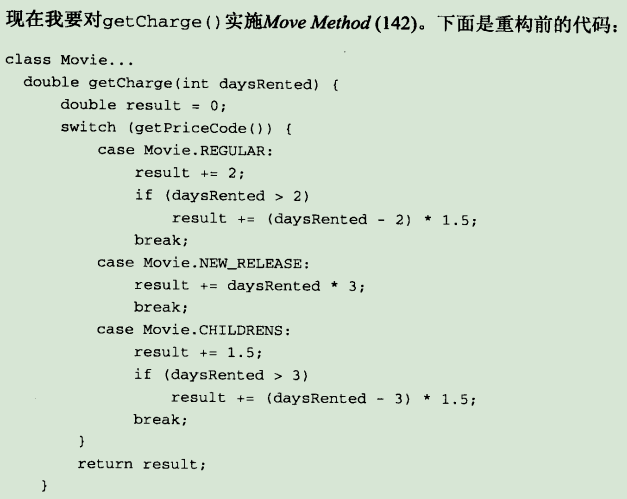 现在我要对getCharge()实施Move Method (142)。下面是重构前的代码：
class Movie...
  double getCharge(int daysRented) {
      double result = 0;
      switch (getPriceCode()) {
          case Movie.REGULAR:
              result += 2;
              if (daysRented > 2)
                  result += (daysRented - 2) * 1.5;
              break;
          case Movie.NEW_RELEASE:
              result += daysRented * 3;
              break;
          case Movie.CHILDRENS:
              result += 1.5;
              if (daysRented > 3)
                  result += (daysRented - 3) * 1.5;
              break;
        }
        return result;
    }